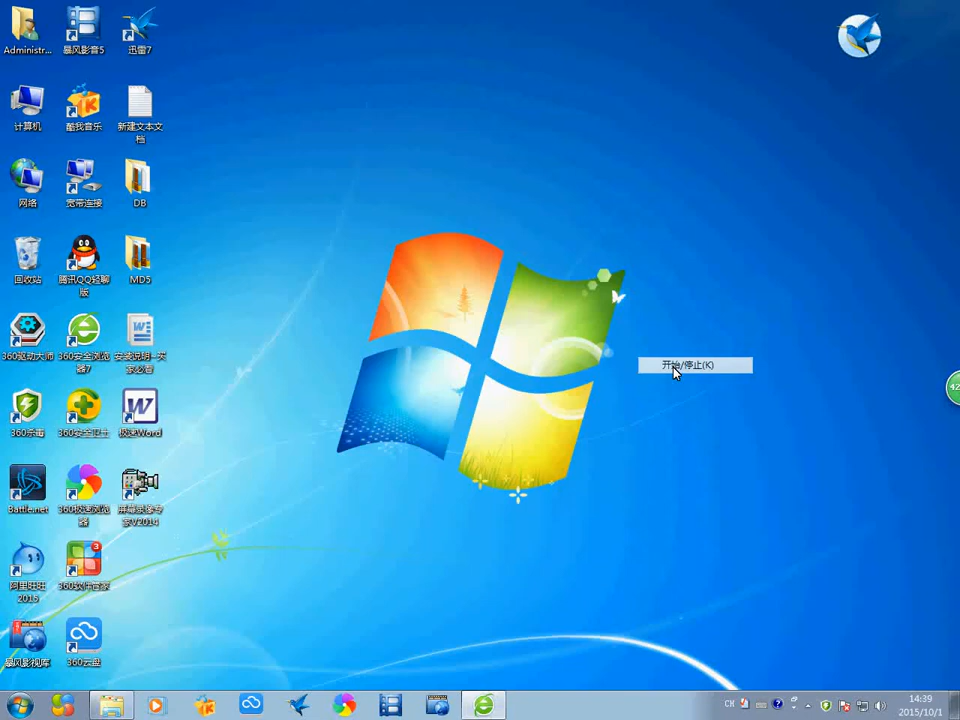 Administr...
暴风影音5
迅雷7
计算机
酷我音乐
新建文本文
档
网络
宽带连接
DB
回收站
腾讯QQ轻聊
版
MD5
360驱动大师
360安全浏览
器7
安装说明--大
家必看
360杀毒
360安全卫士
极速Word
Battle.net
360极速浏览
器
屏幕录像专
家V2014
阿里旺旺
2015
3
360软件管家
暴风影视库
360云盘
开始/停止(K)
42
CH
14:39
2015/10/1